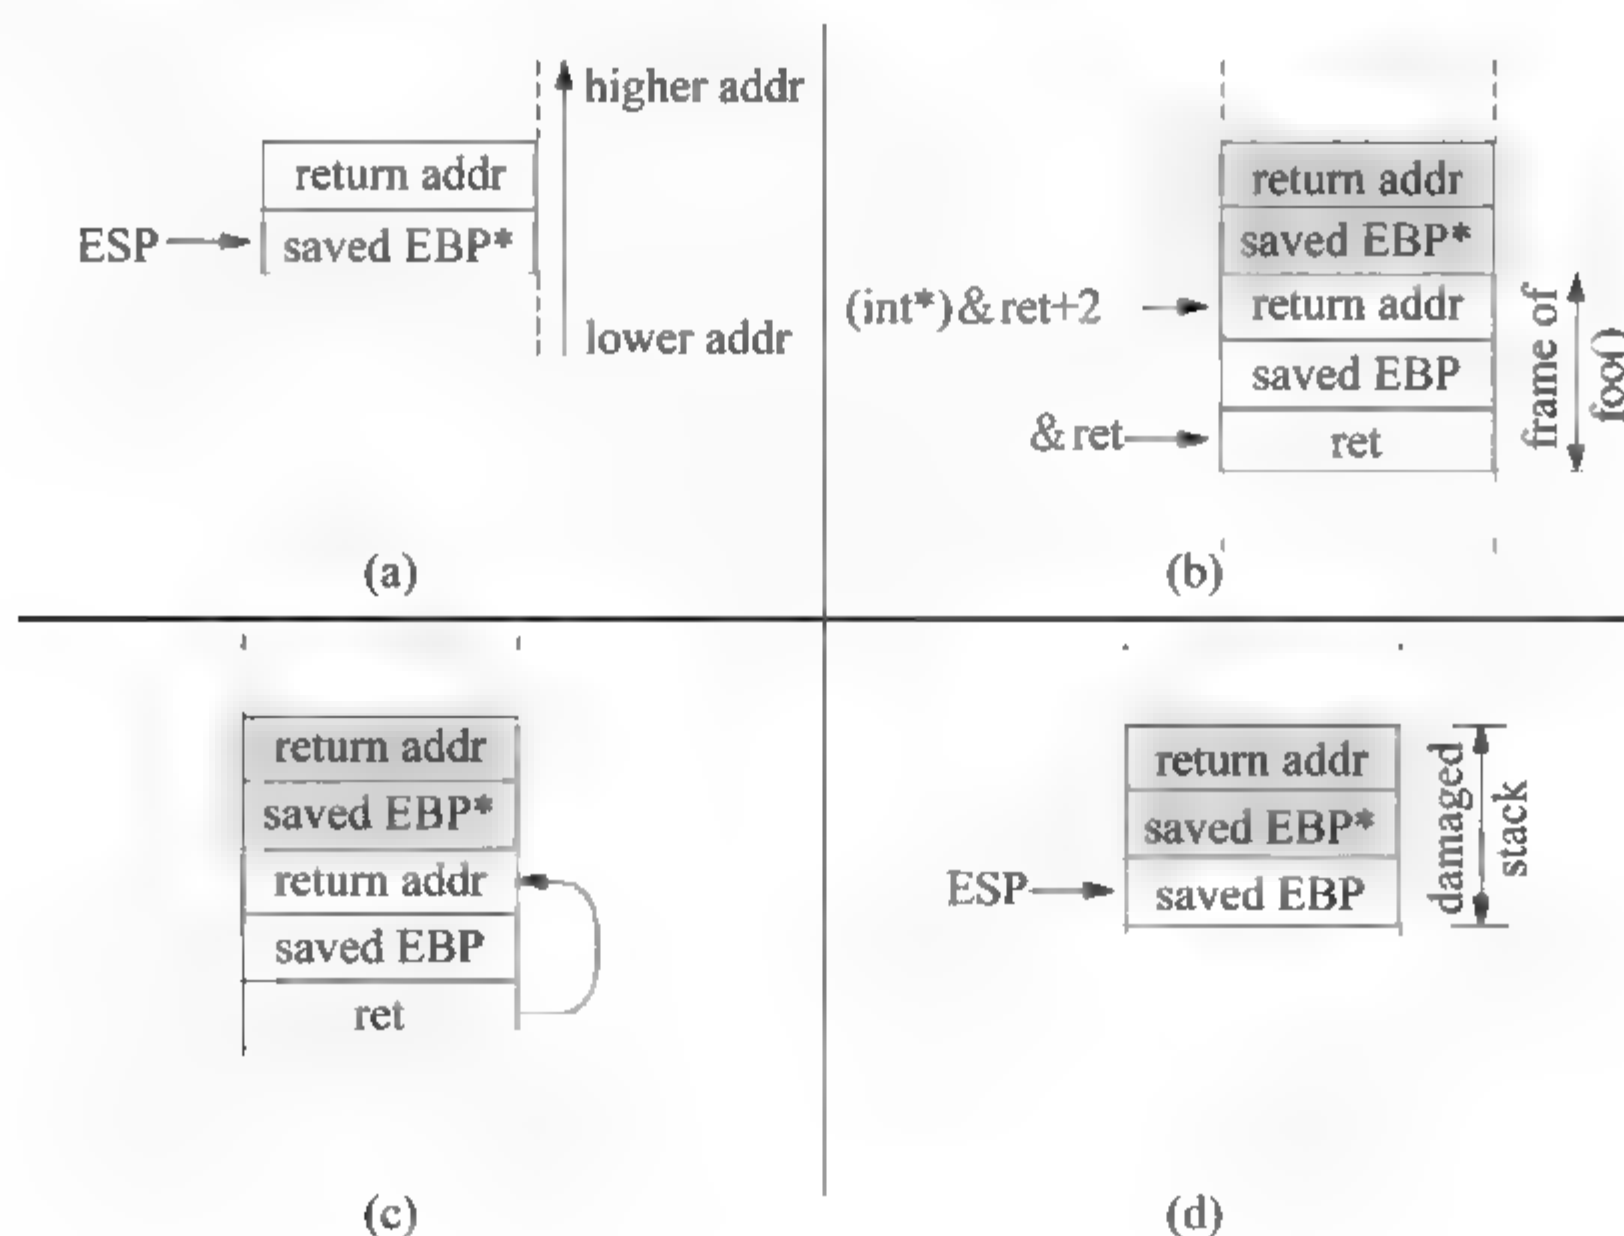 higher addr
return addr
ESP
saved EBP*
lower addr
(a)
return addr
saved EBP*
(int*)&ret+2
return addr
saved EBP
&ret
ret
frame of
foo()
(b)
return addr
saved EBP*
return addr
saved EBP
ret
(c)
return addr
saved EBP*
ESP
saved EBP
damaged
stack
(d)